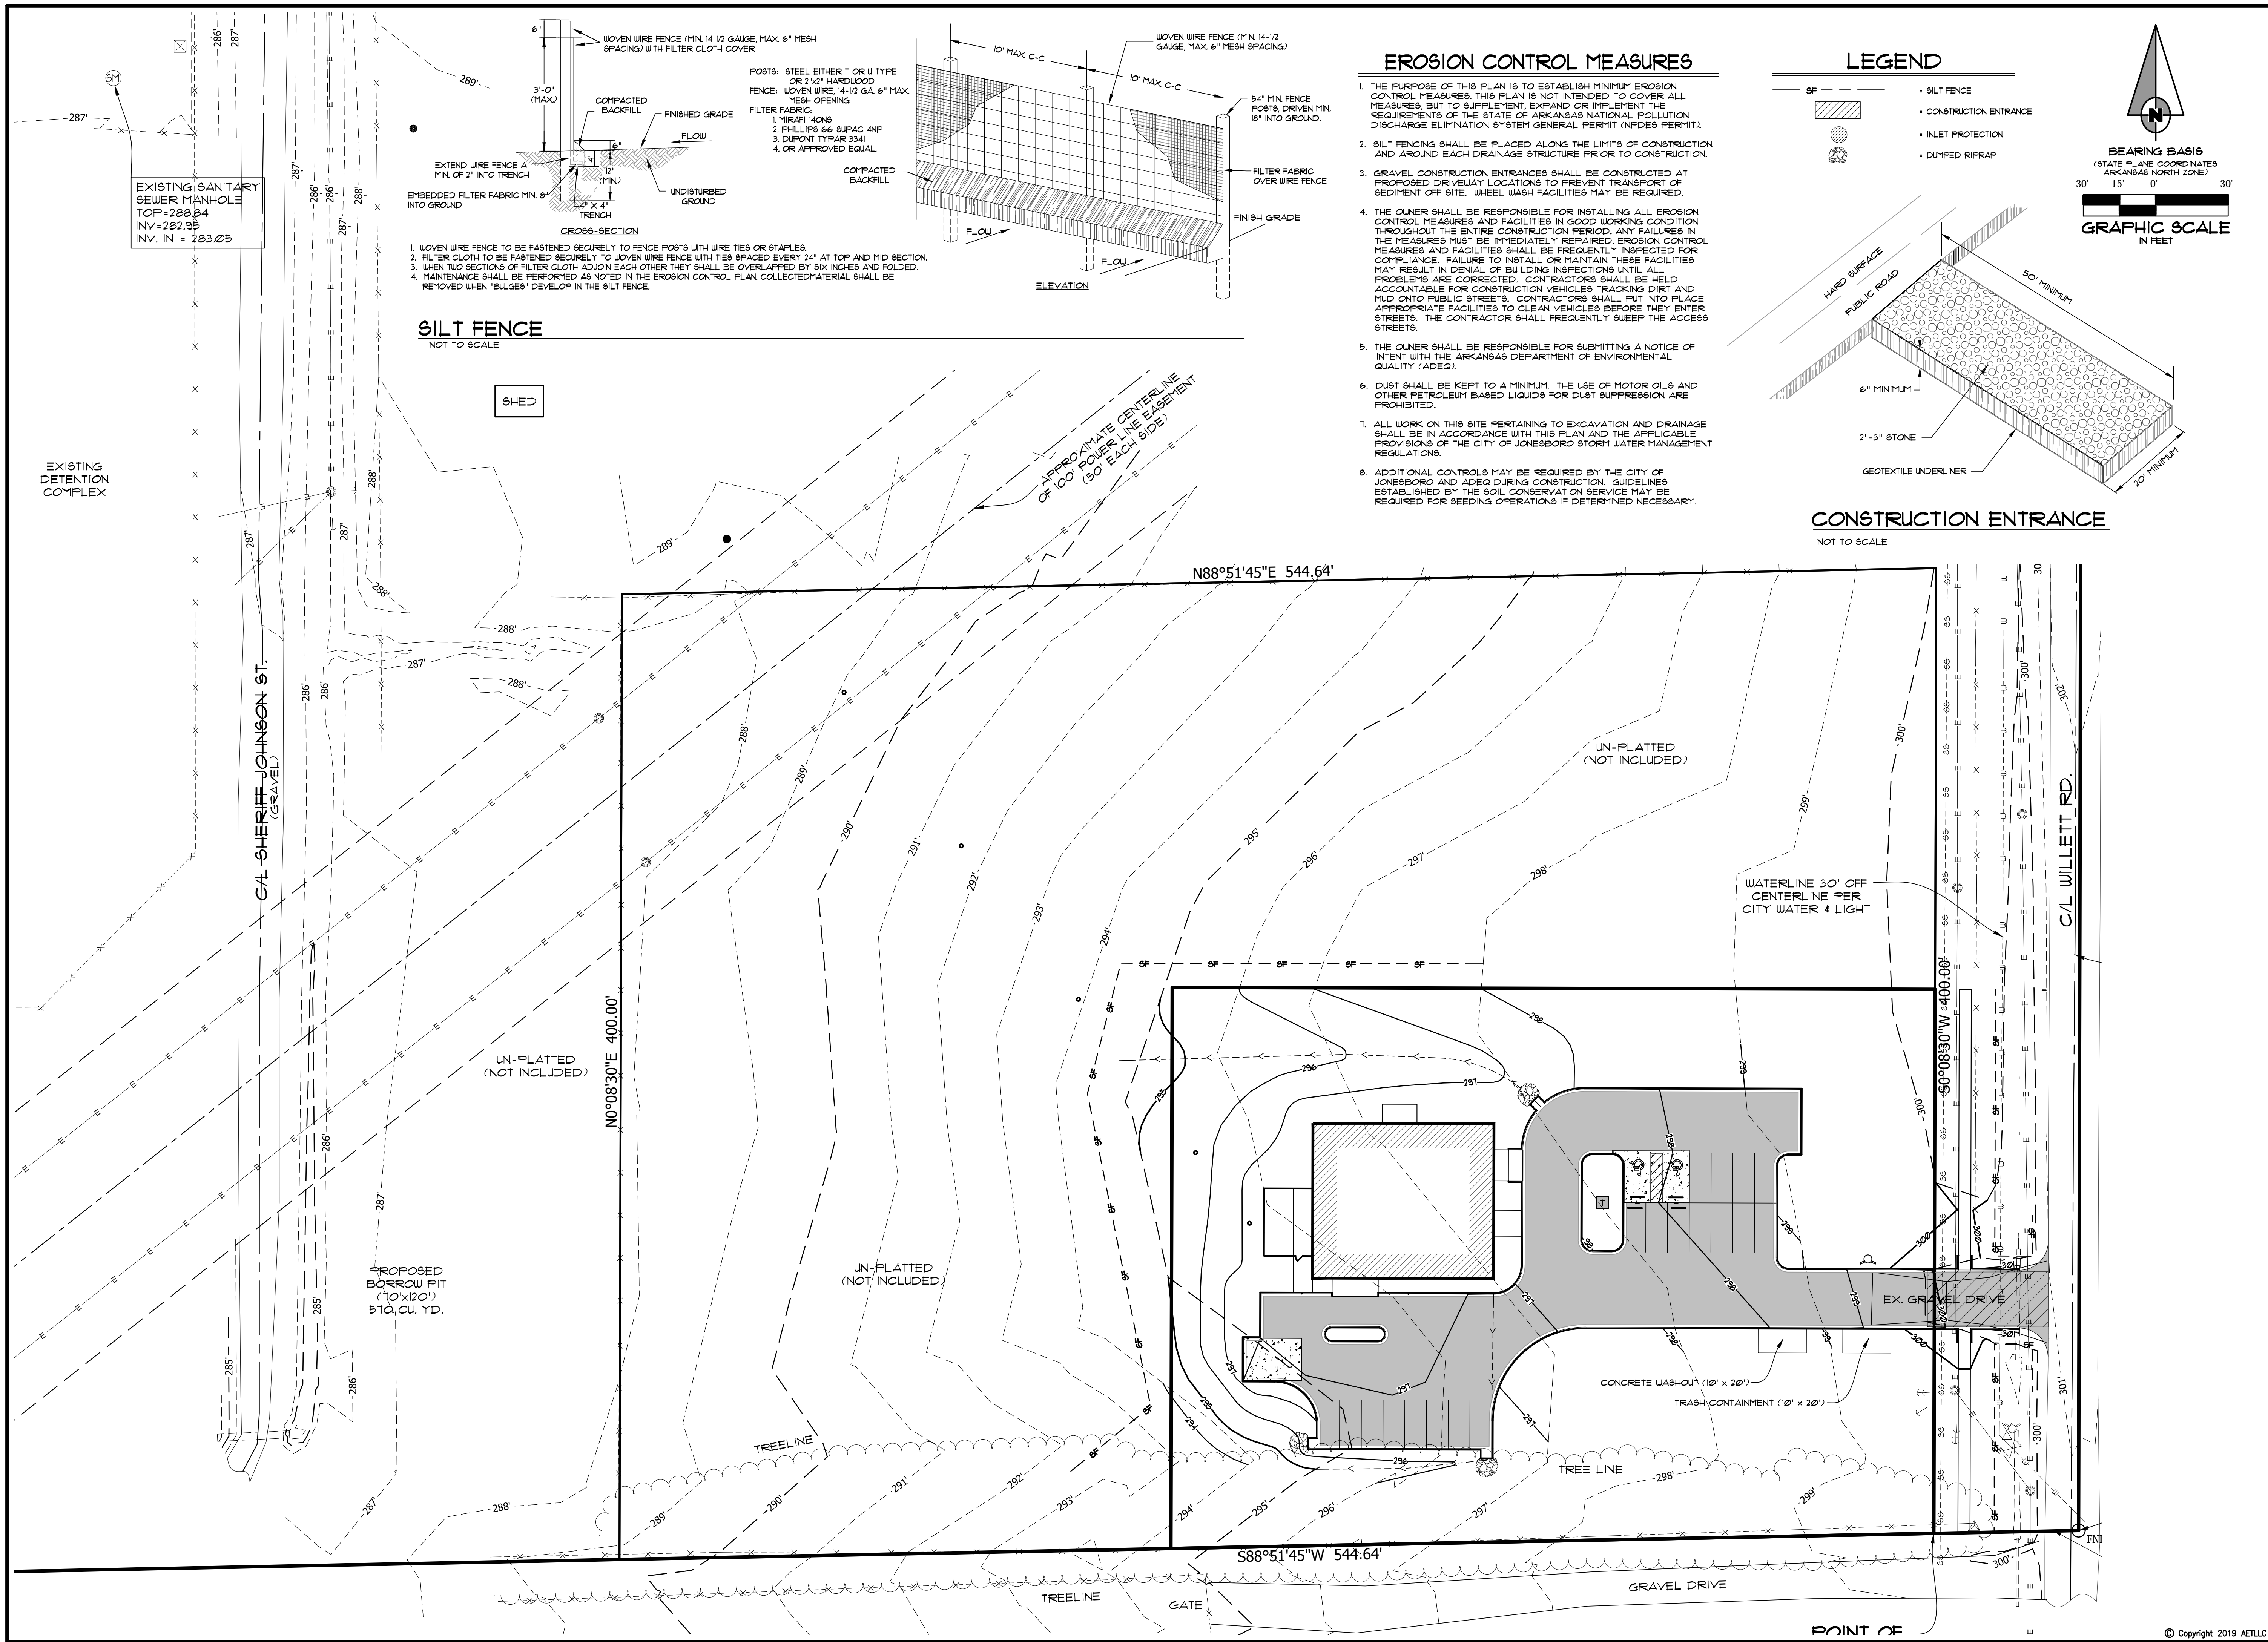 6"
WOVEN WIRE FENCE (MIN. 14 1/2 GAUGE, MAX. 6" MESH
SPACING) WITH FILTER CLOTH COVER
3'-0"
(MAX.)
COMPACTED
BACKFILL
FINISHED GRADE
FLOW
6"
4"
12"
(MIN.)
EXTEND WIRE FENCE A
MIN. OF 2" INTO TRENCH
EMBEDDED FILTER FABRIC MIN. 8"
INTO GROUND
4" X 4"
TRENCH
UNDISTURBED
GROUND
CROSS-SECTION
POSTS: STEEL EITHER T OR U TYPE
OR 2"x2" HARDWOOD
FENCE: WOVEN WIRE, 14-1/2 GA. 6" MAX.
MESH OPENING
FILTER FABRIC:
1. MIRAFI 140NS
2. PHILLIPS 66 SUPAC 4NP
3. DUPONT TYPAR 3341
4. OR APPROVED EQUAL.
10' MAX. C-C
10' MAX. C-C
WOVEN WIRE FENCE (MIN. 14-1/2
GAUGE, MAX. 6" MESH SPACING)
54" MIN. FENCE
POSTS, DRIVEN MIN.
18" INTO GROUND.
COMPACTED
BACKFILL
FILTER FABRIC
OVER WIRE FENCE
FINISH GRADE
FLOW
FLOW
ELEVATION
1. WOVEN WIRE FENCE TO BE FASTENED SECURELY TO FENCE POSTS WITH WIRE TIES OR STAPLES.
2. FILTER CLOTH TO BE FASTENED SECURELY TO WOVEN WIRE FENCE WITH TIES SPACED EVERY 24" AT TOP AND MID SECTION.
3. WHEN TWO SECTIONS OF FILTER CLOTH ADJOIN EACH OTHER THEY SHALL BE OVERLAPPED BY SIX INCHES AND FOLDED.
4. MAINTENANCE SHALL BE PERFORMED AS NOTED IN THE EROSION CONTROL PLAN. COLLECTEDMATERIAL SHALL BE
REMOVED WHEN "BULGES" DEVELOP IN THE SILT FENCE.
SILT FENCE
NOT TO SCALE
EROSION CONTROL MEASURES
1. THE PURPOSE OF THIS PLAN IS TO ESTABLISH MINIMUM EROSION
CONTROL MEASURES. THIS PLAN IS NOT INTENDED TO COVER ALL
MEASURES, BUT TO SUPPLEMENT, EXPAND OR IMPLEMENT THE
REQUIREMENTS OF THE STATE OF ARKANSAS NATIONAL POLLUTION
DISCHARGE ELIMINATION SYSTEM GENERAL PERMIT (NPDES PERMIT).
2. SILT FENCING SHALL BE PLACED ALONG THE LIMITS OF CONSTRUCTION
AND AROUND EACH DRAINAGE STRUCTURE PRIOR TO CONSTRUCTION.
3. GRAVEL CONSTRUCTION ENTRANCES SHALL BE CONSTRUCTED AT
PROPOSED DRIVEWAY LOCATIONS TO PREVENT TRANSPORT OF
SEDIMENT OFF SITE. WHEEL WASH FACILITIES MAY BE REQUIRED.
4. THE OWNER SHALL BE RESPONSIBLE FOR INSTALLING ALL EROSION
CONTROL MEASURES AND FACILITIES IN GOOD WORKING CONDITION
THROUGHOUT THE ENTIRE CONSTRUCTION PERIOD. ANY FAILURES IN
THE MEASURES MUST BE IMMEDIATELY REPAIRED. EROSION CONTROL
MEASURES AND FACILITIES SHALL BE FREQUENTLY INSPECTED FOR
COMPLIANCE. FAILURE TO INSTALL OR MAINTAIN THESE FACILITIES
MAY RESULT IN DENIAL OF BUILDING INSPECTIONS UNTIL ALL
PROBLEMS ARE CORRECTED. CONTRACTORS SHALL BE HELD
ACCOUNTABLE FOR CONSTRUCTION VEHICLES TRACKING DIRT AND
MUD ONTO PUBLIC STREETS. CONTRACTORS SHALL PUT INTO PLACE
APPROPRIATE FACILITIES TO CLEAN VEHICLES BEFORE THEY ENTER
STREETS. THE CONTRACTOR SHALL FREQUENTLY SWEEP THE ACCESS
STREETS.
5. THE OWNER SHALL BE RESPONSIBLE FOR SUBMITTING A NOTICE OF
INTENT WITH THE ARKANSAS DEPARTMENT OF ENVIRONMENTAL
QUALITY (ADEQ).
6. DUST SHALL BE KEPT TO A MINIMUM. THE USE OF MOTOR OILS AND
OTHER PETROLEUM BASED LIQUIDS FOR DUST SUPPRESSION ARE
PROHIBITED.
7. ALL WORK ON THIS SITE PERTAINING TO EXCAVATION AND DRAINAGE
SHALL BE IN ACCORDANCE WITH THIS PLAN AND THE APPLICABLE
PROVISIONS OF THE CITY OF JONESBORO STORM WATER MANAGEMENT
REGULATIONS.
8. ADDITIONAL CONTROLS MAY BE REQUIRED BY THE CITY OF
JONESBORO AND ADEQ DURING CONSTRUCTION. GUIDELINES
ESTABLISHED BY THE SOIL CONSERVATION SERVICE MAY BE
REQUIRED FOR SEEDING OPERATIONS IF DETERMINED NECESSARY.
LEGEND
SF = SILT FENCE
= CONSTRUCTION ENTRANCE
= INLET PROTECTION
= DUMPED RIPRAP
N
BEARING BASIS
(STATE PLANE COORDINATES
ARKANSAS NORTH ZONE)
30' 15' 0' 30'
GRAPHIC SCALE
IN FEET
HARD SURFACE
PUBLIC ROAD
50' MINIMUM
6" MINIMUM
2"-3" STONE
GEOTEXTILE UNDERLINER
20' MINIMUM
CONSTRUCTION ENTRANCE
NOT TO SCALE
SM
EXISTING SANITARY
SEWER MANHOLE
TOP=288.84
INV=282.95
INV. IN = 283.05
SHED
EXISTING
DETENTION
COMPLEX
APPROXIMATE CENTERLINE
OF 100' POWER LINE EASEMENT
(50' EACH SIDE)
C/L SHERIFF JOHNSON ST.
(GRAVEL)
N88°51'45"E 544.64'
N0°08'30"E 400.00'
S0°08'30"W 400.00'
S88°51'45"W 544.64'
UN-PLATTED
(NOT INCLUDED)
WATERLINE 30' OFF
CENTERLINE PER
CITY WATER & LIGHT
C/L WILLETT RD.
UN-PLATTED
(NOT INCLUDED)
UN-PLATTED
(NOT INCLUDED)
PROPOSED
BORROW PIT
(70'x120')
570 CU. YD.
EX. GRAVEL DRIVE
CONCRETE WASHOUT (10' x 20')
TRASH CONTAINMENT (10' x 20')
TREELINE
TREE LINE
TREELINE
GATE
GRAVEL DRIVE
FNI
POINT OF
286'
287'
289'
287'
288'
289'
290'
291'
292'
293'
294'
295'
296'
297'
298'
299'
300'
301'
302'
© Copyright 2019 AETLLC